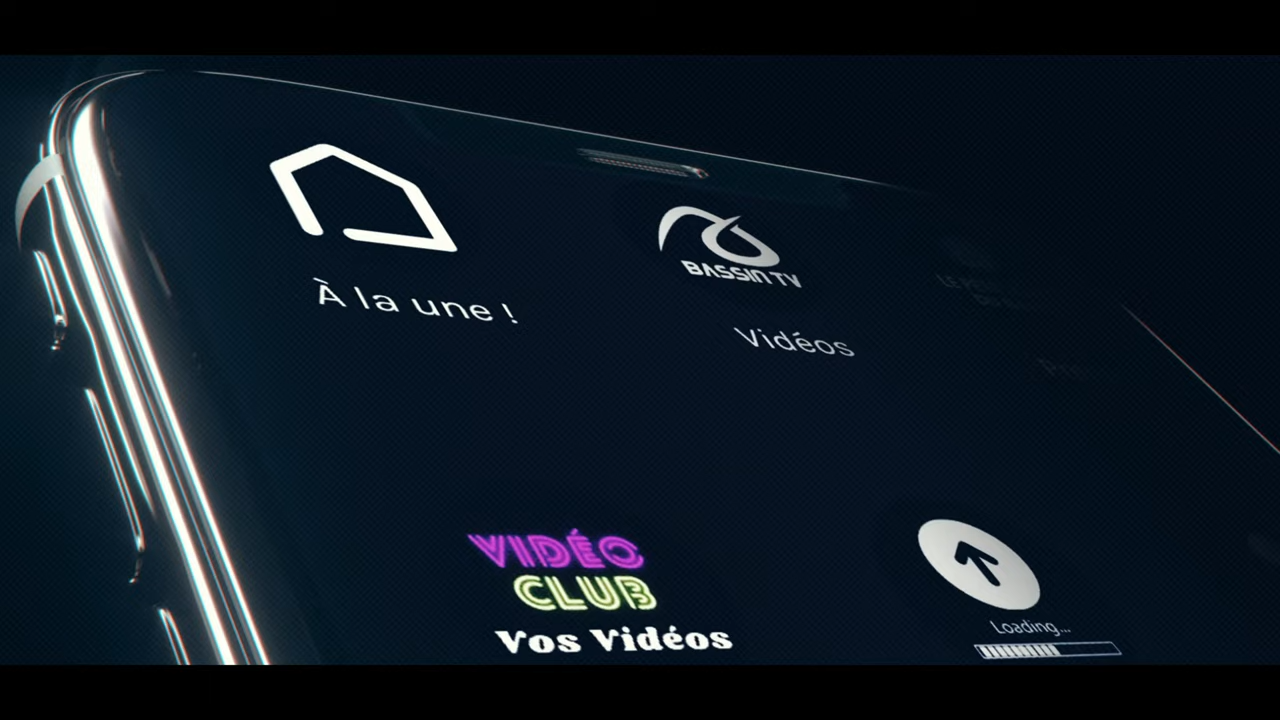 À la une !
BASSIN TV
Vidéos
VIDÉO
CLUB
Vos Vidéos
Loading...